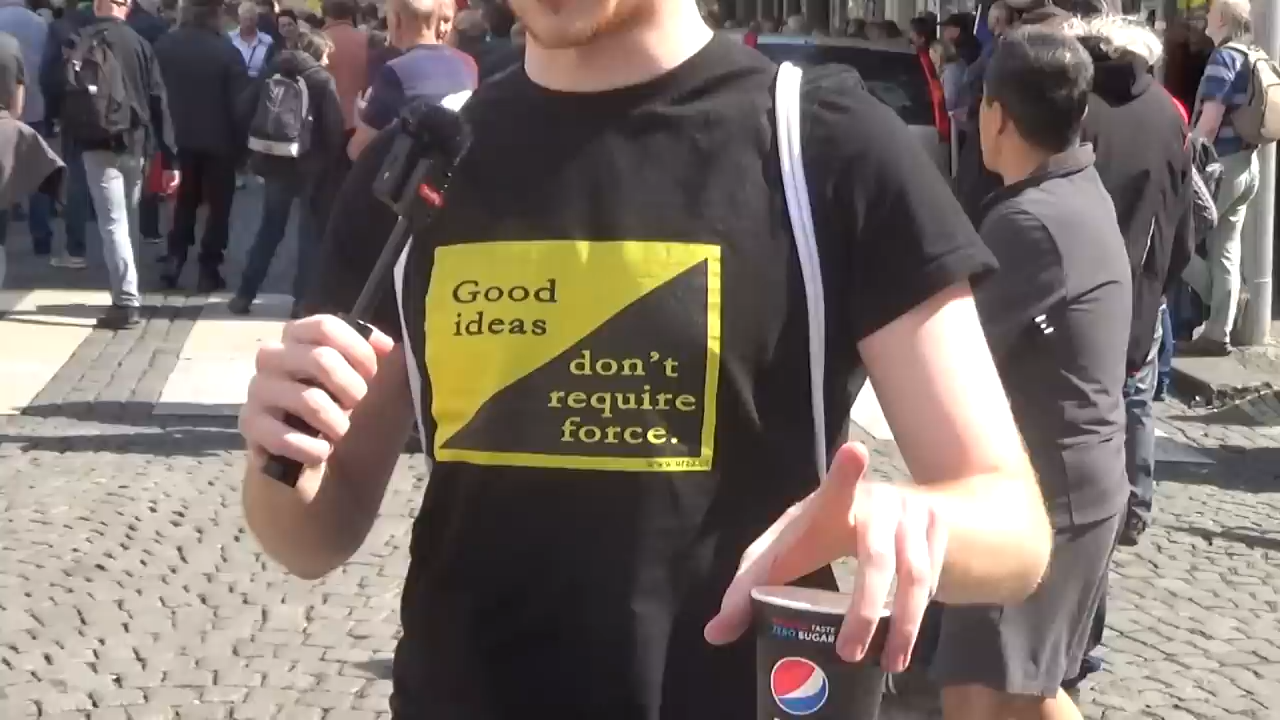 Good
ideas
don't
require
force.
TASTE
ZERO SUGAR